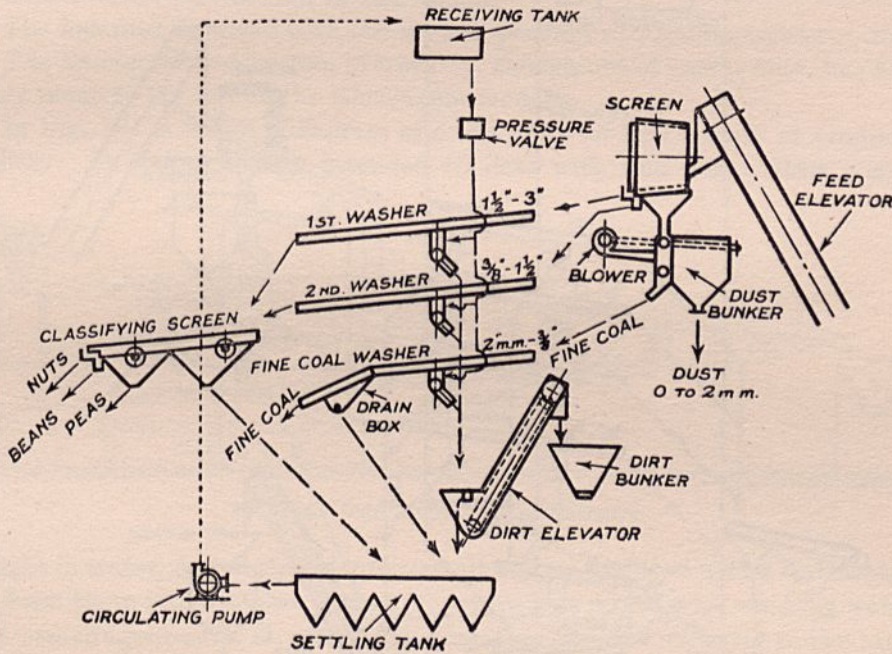 RECEIVING TANK
SCREEN
PRESSURE
VALVE
FEED
ELEVATOR
1ST. WASHER
1½" - 3"
BLOWER
DUST
BUNKER
2ND. WASHER
⅜" - 1½"
CLASSIFYING SCREEN
FINE COAL WASHER
2 m.m. - ⅜"
FINE COAL
DUST
0 TO 2 m.m.
NUTS
BEANS
PEAS
FINE COAL
DRAIN
BOX
DIRT
BUNKER
DIRT ELEVATOR
CIRCULATING PUMP
SETTLING TANK